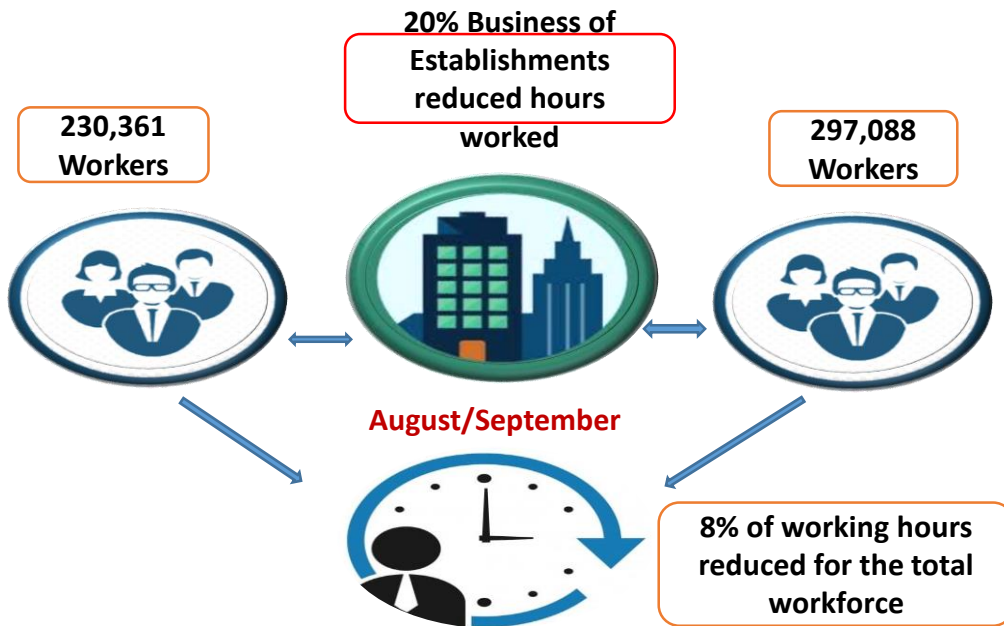 20% Business of
Establishments
reduced hours
worked
230,361
Workers
297,088
Workers
August/September
8% of working hours
reduced for the total
workforce